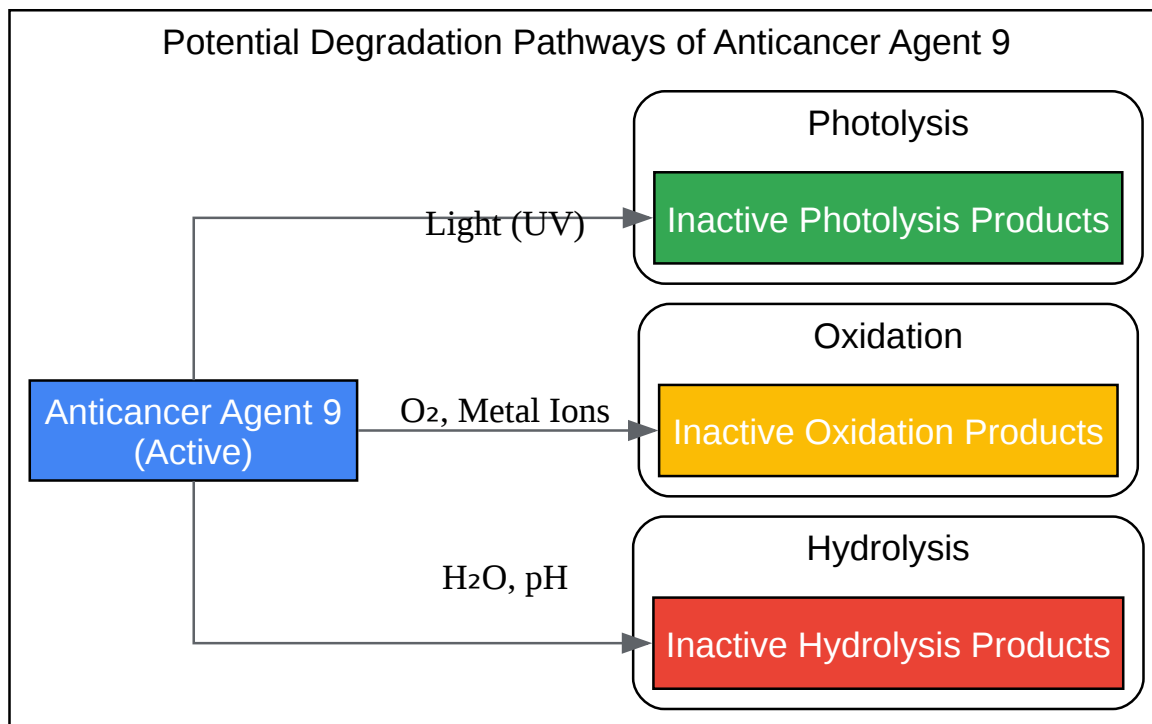 Potential Degradation Pathways of Anticancer Agent 9
Photolysis
Light (UV)
Inactive Photolysis Products
Oxidation
Anticancer Agent 9
(Active)
O₂, Metal Ions
Inactive Oxidation Products
Hydrolysis
H₂O, pH
Inactive Hydrolysis Products